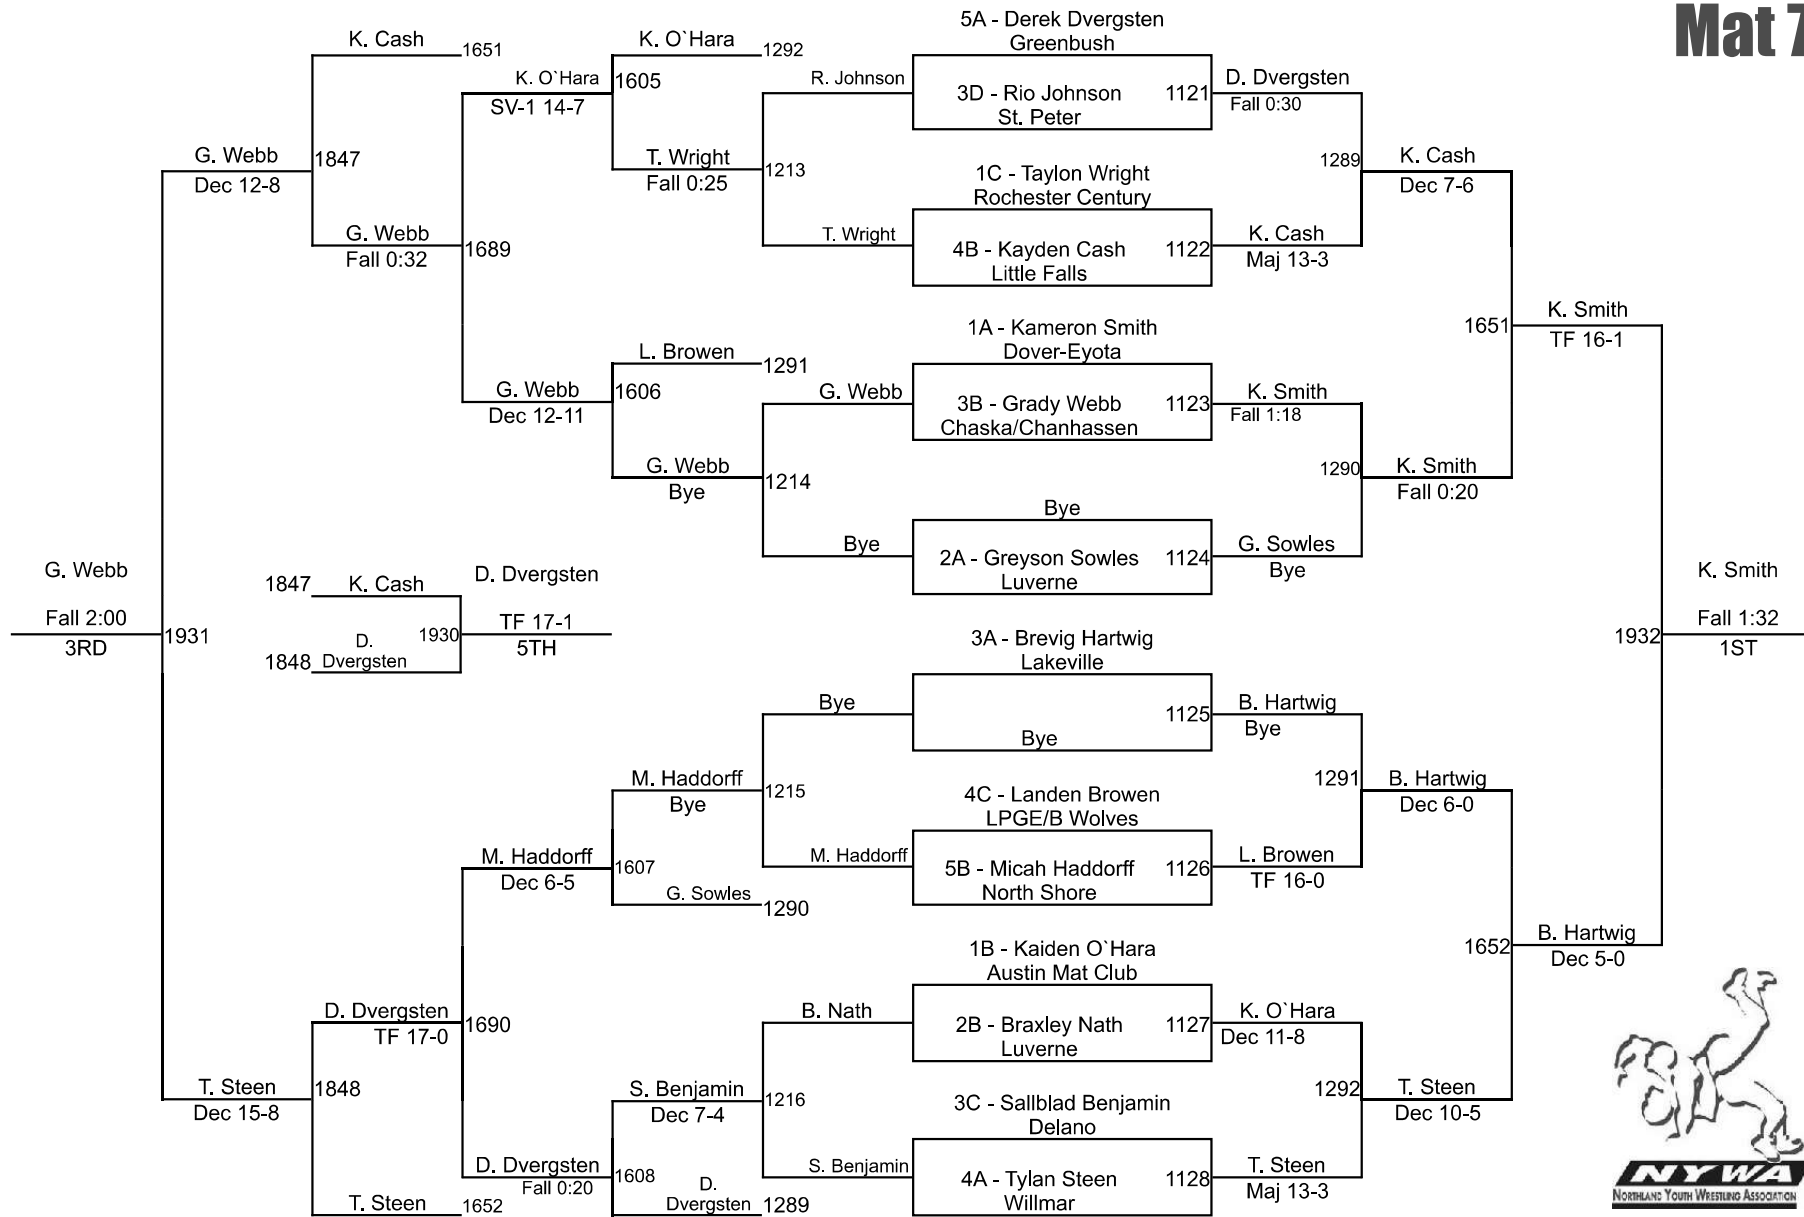 Mat 7
5A - Derek Dvergsten
Greenbush
K. Cash
1651
K. O`Hara
1292
K. O`Hara
1605
R. Johnson
3D - Rio Johnson
1121
D. Dvergsten
SV-1 14-7
St. Peter
Fall 0:30
G. Webb
1847
T. Wright
1213
1289
K. Cash
Dec 12-8
Fall 0:25
1C - Taylon Wright
Dec 7-6
Rochester Century
G. Webb
1689
T. Wright
4B - Kayden Cash
1122
K. Cash
Fall 0:32
Little Falls
Maj 13-3
1A - Kameron Smith
1651
K. Smith
Dover-Eyota
TF 16-1
L. Browen
1291
G. Webb
1606
G. Webb
3B - Grady Webb
1123
K. Smith
Dec 12-11
Chaska/Chanhassen
Fall 1:18
G. Webb
1214
1290
K. Smith
Bye
Fall 0:20
Bye
Bye
2A - Greyson Sowles
1124
G. Sowles
Luverne
Bye
G. Webb
1847
K. Cash
D. Dvergsten
K. Smith
Fall 2:00
TF 17-1
Fall 1:32
3RD
1931
1848
D.
Dvergsten
1930
5TH
1932
1ST
3A - Brevig Hartwig
Lakeville
Bye
1125
B. Hartwig
Bye
Bye
M. Haddorff
1215
1291
B. Hartwig
Bye
4C - Landen Browen
Dec 6-0
LPGE/B Wolves
M. Haddorff
1607
M. Haddorff
5B - Micah Haddorff
1126
L. Browen
Dec 6-5
North Shore
TF 16-0
G. Sowles
1290
1B - Kaiden O`Hara
1652
B. Hartwig
Austin Mat Club
Dec 5-0
D. Dvergsten
1690
B. Nath
2B - Braxley Nath
1127
K. O`Hara
TF 17-0
Luverne
Dec 11-8
T. Steen
1848
S. Benjamin
1216
1292
T. Steen
Dec 15-8
Dec 7-4
3C - Sallblad Benjamin
Dec 10-5
Delano
D. Dvergsten
1608
S. Benjamin
4A - Tylan Steen
1128
T. Steen
Fall 0:20
Willmar
Maj 13-3
T. Steen
1652
D.
Dvergsten
1289
NYWA
NORTHLAND YOUTH WRESTLING ASSOCIATION